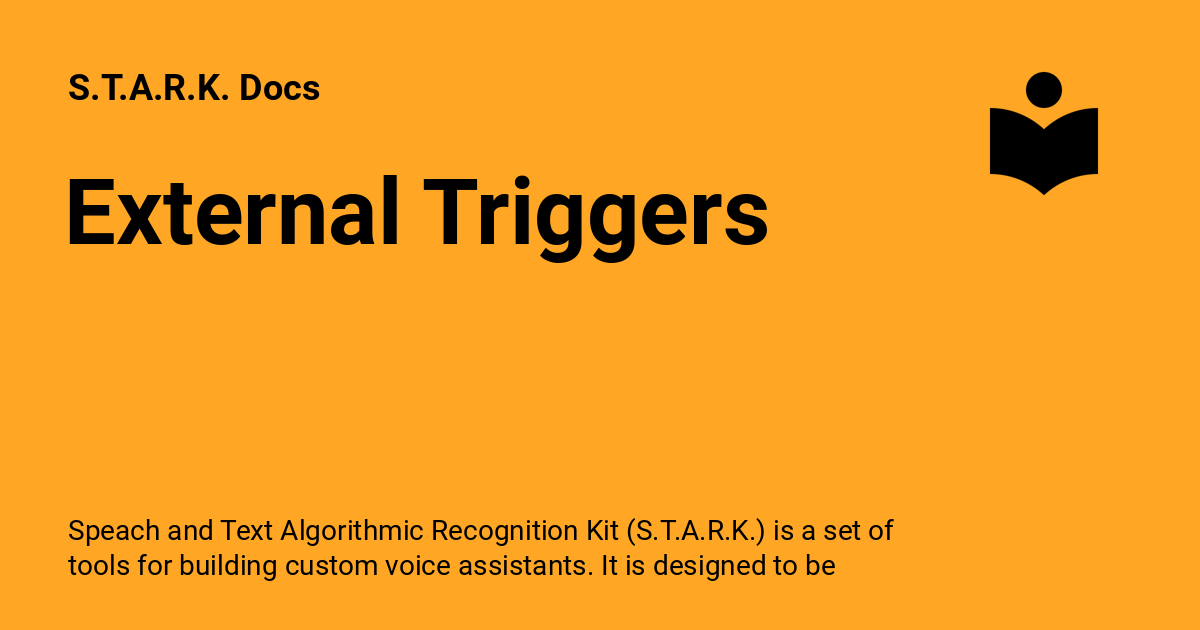 S.T.A.R.K. Docs
External Triggers
Speach and Text Algorithmic Recognition Kit (S.T.A.R.K.) is a set of
tools for building custom voice assistants. It is designed to be